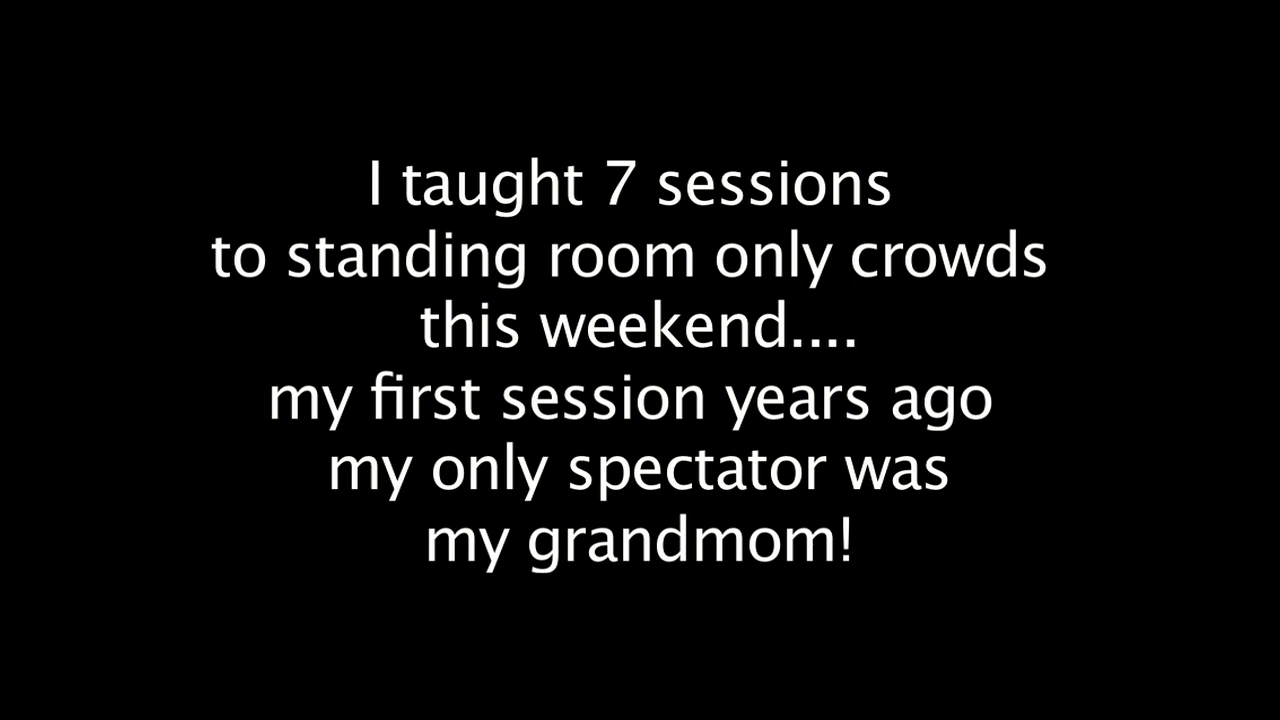 I taught 7 sessions
to standing room only crowds
this weekend....
my first session years ago
my only spectator was
my grandmom!